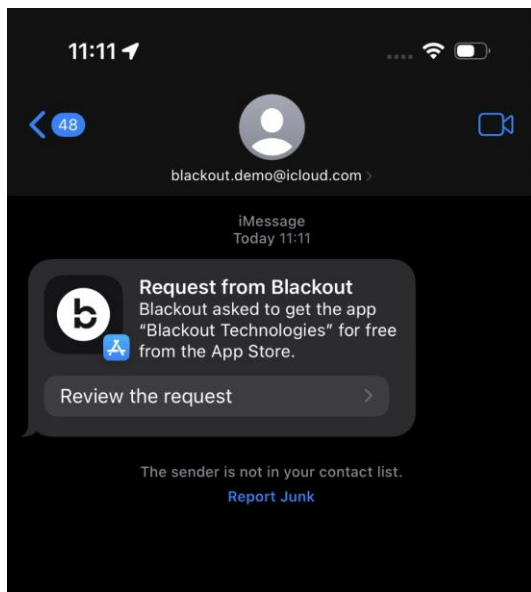 11:11
48
blackout.demo@icloud.com
iMessage
Today 11:11
Request from Blackout
Blackout asked to get the app
“Blackout Technologies” for free
from the App Store.
Review the request
The sender is not in your contact list.
Report Junk